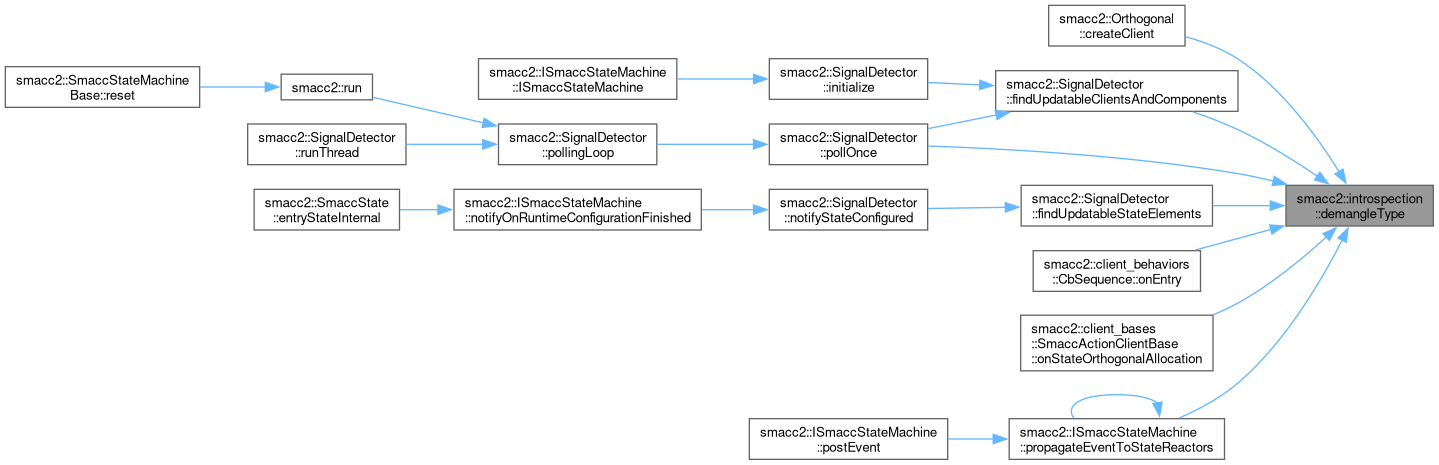 smacc2::Orthogonal
::createClient
smacc2::SmaccStateMachine
Base::reset
smacc2::run
smacc2::ISmaccStateMachine
::ISmaccStateMachine
smacc2::SignalDetector
::initialize
smacc2::SignalDetector
::findUpdatableClientsAndComponents
smacc2::SignalDetector
::runThread
smacc2::SignalDetector
::pollingLoop
smacc2::SignalDetector
::pollOnce
smacc2::SmaccState
::entryStateInternal
smacc2::ISmaccStateMachine
::notifyOnRuntimeConfigurationFinished
smacc2::SignalDetector
::notifyStateConfigured
smacc2::SignalDetector
::findUpdatableStateElements
smacc2::introspection
::demangleType
smacc2::client_behaviors
::CbSequence::onEntry
smacc2::client_bases
::SmaccActionClientBase
::onStateOrthogonalAllocation
smacc2::ISmaccStateMachine
::postEvent
smacc2::ISmaccStateMachine
::propagateEventToStateReactors